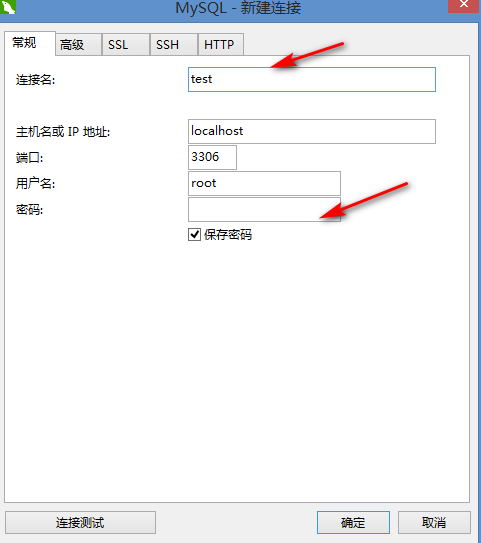 MySQL - 新建连接
常规 高级 SSL SSH HTTP
连接名: test
主机名或 IP 地址: localhost
端口: 3306
用户名: root
密码:
保存密码
连接测试 确定 取消